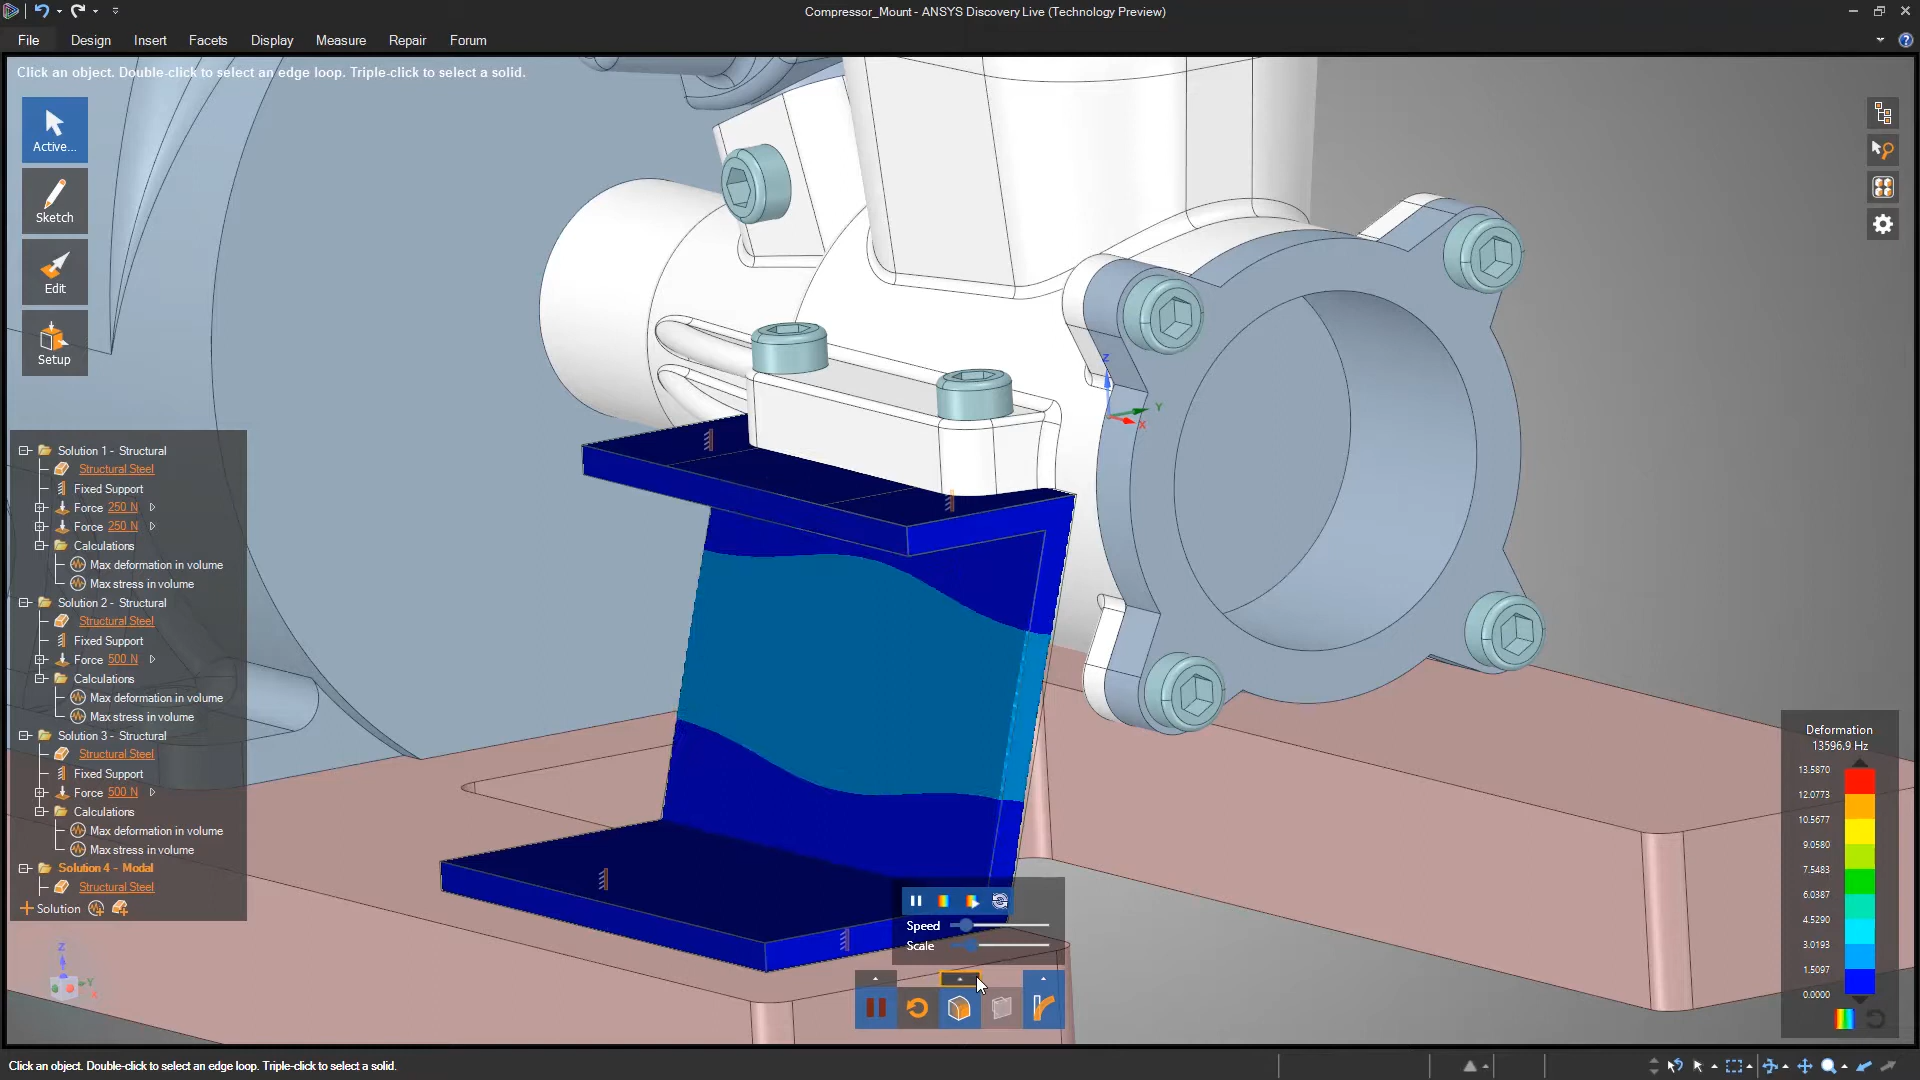 Compressor_Mount - ANSYS Discovery Live (Technology Preview)
File Design Insert Facets Display Measure Repair Forum
Click an object. Double-click to select an edge loop. Triple-click to select a solid.
Active...
Sketch
Edit
Setup
Z
Y
X
Solution 1 - Structural
Structural Steel
Fixed Support
Force 250 N
Force 250 N
Calculations
Max deformation in volume
Max stress in volume
Solution 2 - Structural
Structural Steel
Fixed Support
Force 500 N
Calculations
Max deformation in volume
Max stress in volume
Solution 3 - Structural
Structural Steel
Fixed Support
Force 500 N
Calculations
Max deformation in volume
Max stress in volume
Solution 4 - Modal
Structural Steel
Solution
Z
Y
X
Speed
Scale
Deformation
13596.9 Hz
13.5870
12.0773
10.5677
9.0580
7.5483
6.0387
4.5290
3.0193
1.5097
0.0000
Click an object. Double-click to select an edge loop. Triple-click to select a solid.